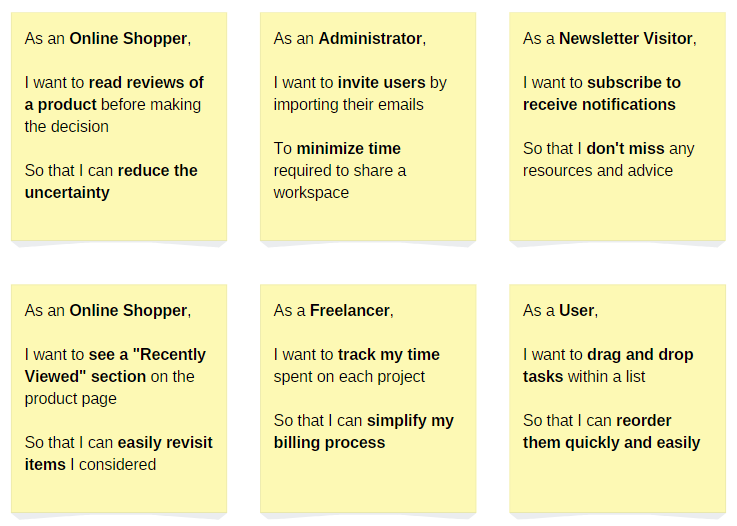 As an Online Shopper,
I want to read reviews of
a product before making
the decision
So that I can reduce the
uncertainty
As an Administrator,
I want to invite users by
importing their emails
To minimize time
required to share a
workspace
As a Newsletter Visitor,
I want to subscribe to
receive notifications
So that I don't miss any
resources and advice
As an Online Shopper,
I want to see a "Recently
Viewed" section on the
product page
So that I can easily revisit
items I considered
As a Freelancer,
I want to track my time
spent on each project
So that I can simplify my
billing process
As a User,
I want to drag and drop
tasks within a list
So that I can reorder
them quickly and easily